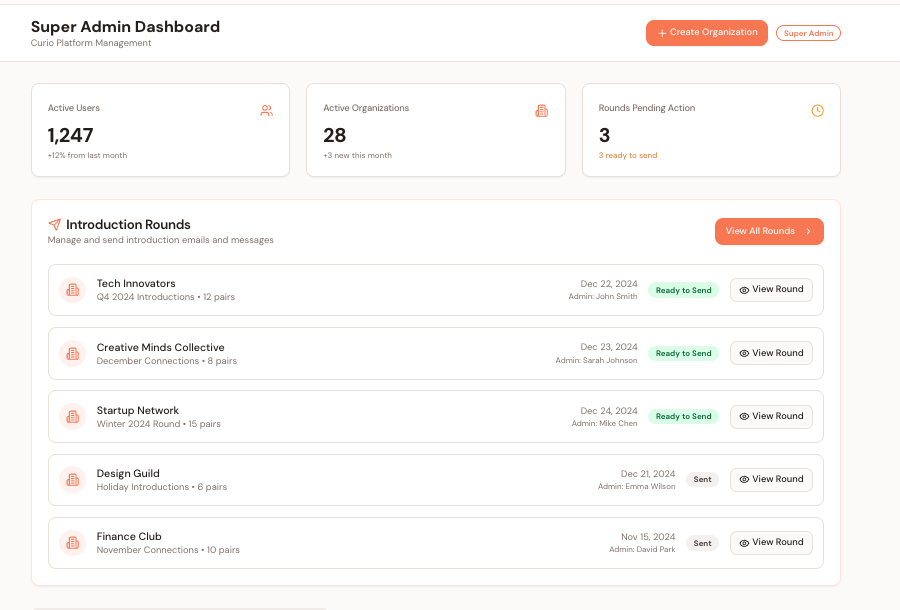 Super Admin Dashboard
Curio Platform Management
+ Create Organization
Super Admin
Active Users
1,247
+12% from last month
Active Organizations
28
+3 new this month
Rounds Pending Action
3
3 ready to send
Introduction Rounds
Manage and send introduction emails and messages
View All Rounds
Tech Innovators
Q4 2024 Introductions • 12 pairs
Dec 22, 2024
Admin: John Smith
Ready to Send
View Round
Creative Minds Collective
December Connections • 8 pairs
Dec 23, 2024
Admin: Sarah Johnson
Ready to Send
View Round
Startup Network
Winter 2024 Round • 15 pairs
Dec 24, 2024
Admin: Mike Chen
Ready to Send
View Round
Design Guild
Holiday Introductions • 6 pairs
Dec 21, 2024
Admin: Emma Wilson
Sent
View Round
Finance Club
November Connections • 10 pairs
Nov 15, 2024
Admin: David Park
Sent
View Round